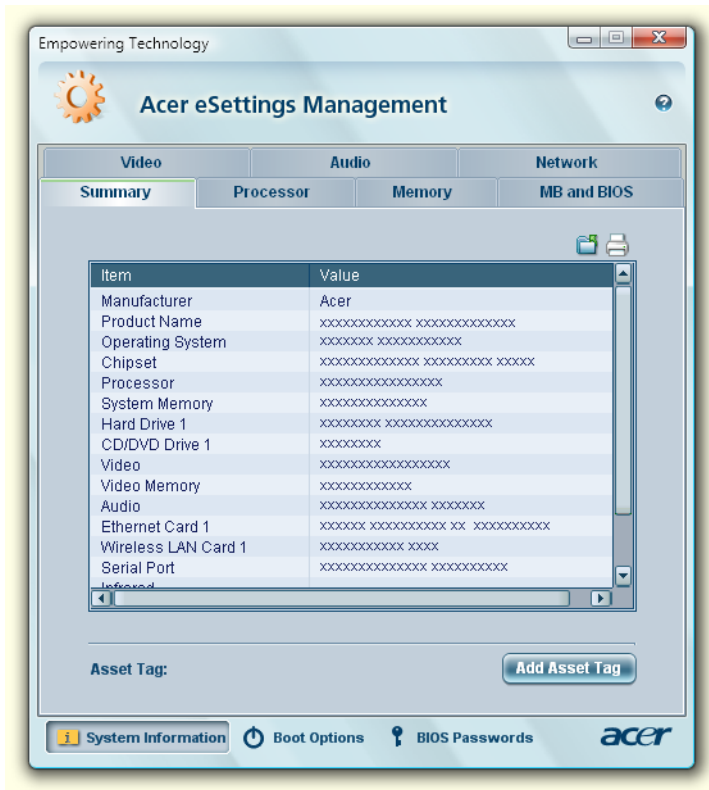 Empowering Technology
Acer eSettings Management
Video Audio Network
Summary Processor Memory MB and BIOS
Item Value
Manufacturer Acer
Product Name xxxxxxxxxxxx xxxxxxxxxxxxx
Operating System xxxxxxx xxxxxxxxxxx
Chipset xxxxxxxxxxxxx xxxxxxxxx xxxxx
Processor xxxxxxxxxxxxxxxx
System Memory xxxxxxxxxxxxxx
Hard Drive 1 xxxxxxxx xxxxxxxxxxxxxx
CD/DVD Drive 1 xxxxxxxx
Video xxxxxxxxxxxxxxxxx
Video Memory xxxxxxxxxxxx
Audio xxxxxxxxxxxxxx xxxxxxx
Ethernet Card 1 xxxxxx xxxxxxxxxx xx xxxxxxxxxx
Wireless LAN Card 1 xxxxxxxxxxx xxxx
Serial Port xxxxxxxxxxxxxx xxxxxxxxxx
Infrared
Asset Tag: Add Asset Tag
System Information Boot Options BIOS Passwords acer